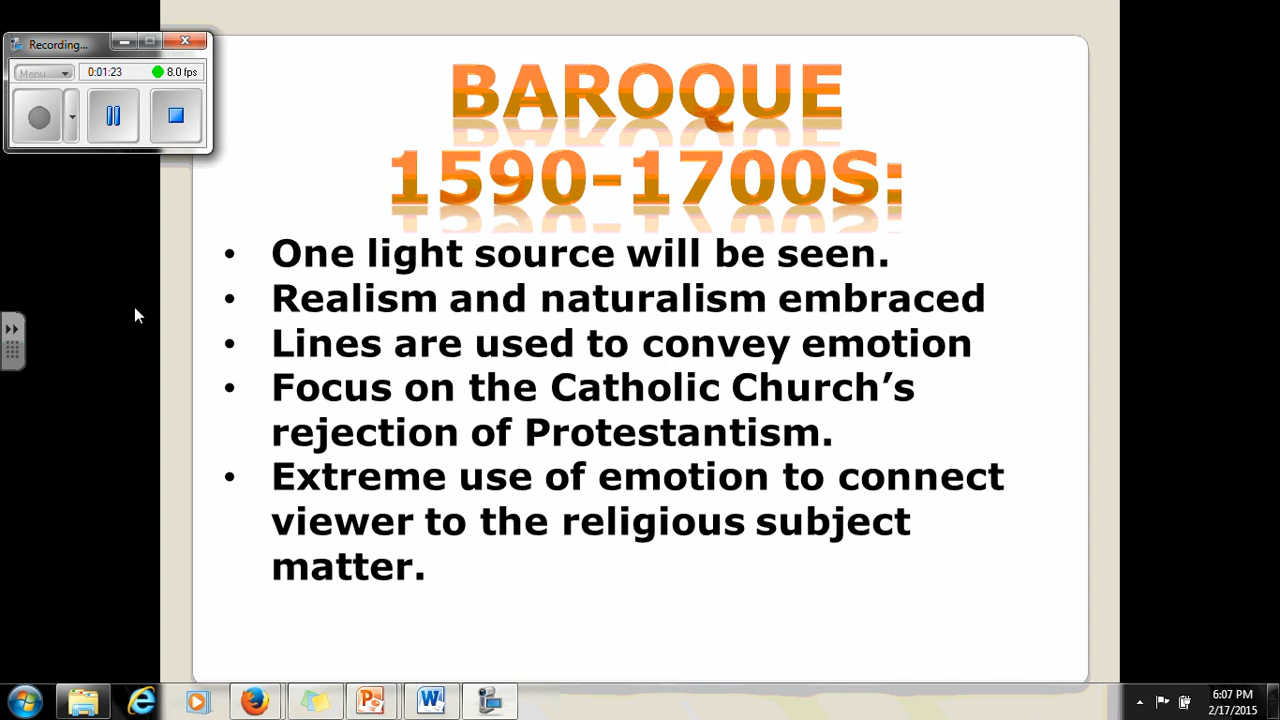 Recording...
Menu
0:01:23
8.0 fps
BAROQUE
1590-1700S:
• One light source will be seen.
• Realism and naturalism embraced
• Lines are used to convey emotion
• Focus on the Catholic Church’s
rejection of Protestantism.
• Extreme use of emotion to connect
viewer to the religious subject
matter.
6:07 PM
2/17/2015